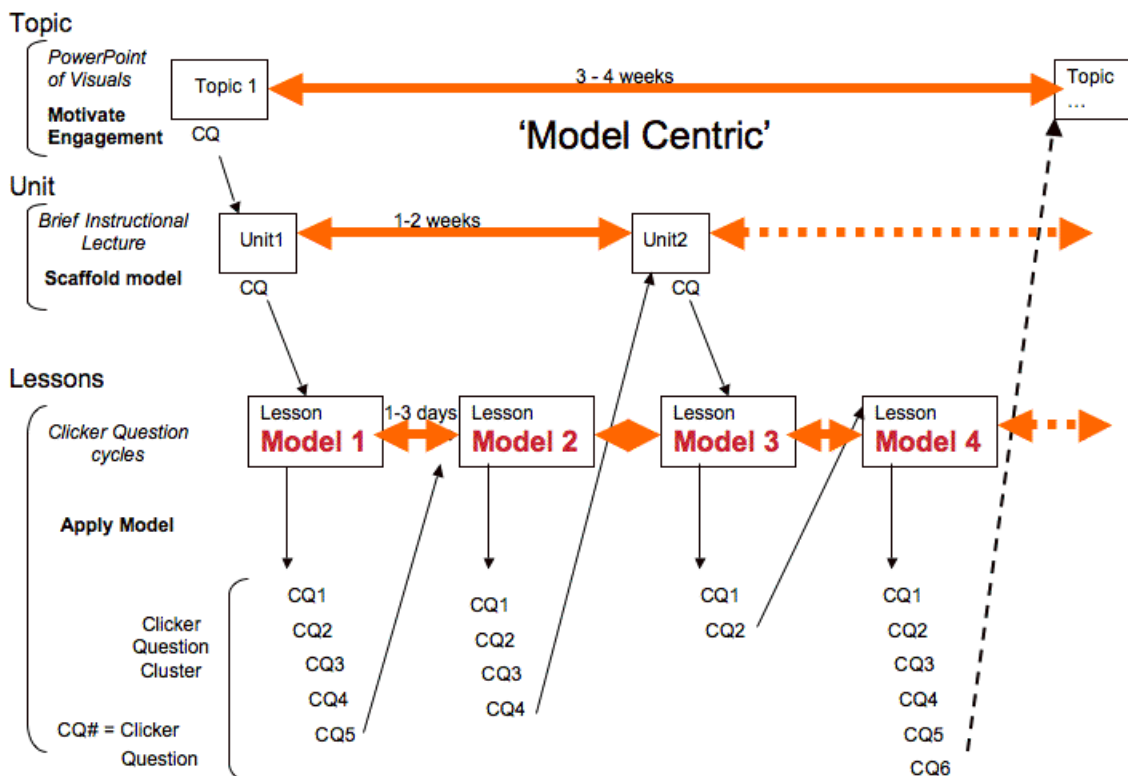 Topic
PowerPoint
of Visuals
Motivate
Engagement
Topic 1
3 - 4 weeks
Topic
...
CQ
'Model Centric'
Unit
Brief Instructional
Lecture
Scaffold model
Unit1
1-2 weeks
Unit2
CQ
CQ
Lessons
Clicker Question
cycles
Apply Model
Lesson
Model 1
1-3 days
Lesson
Model 2
Lesson
Model 3
Lesson
Model 4
Clicker
Question
Cluster
CQ# = Clicker
Question
CQ1
CQ2
CQ3
CQ4
CQ5
CQ1
CQ2
CQ3
CQ4
CQ1
CQ2
CQ1
CQ2
CQ3
CQ4
CQ5
CQ6